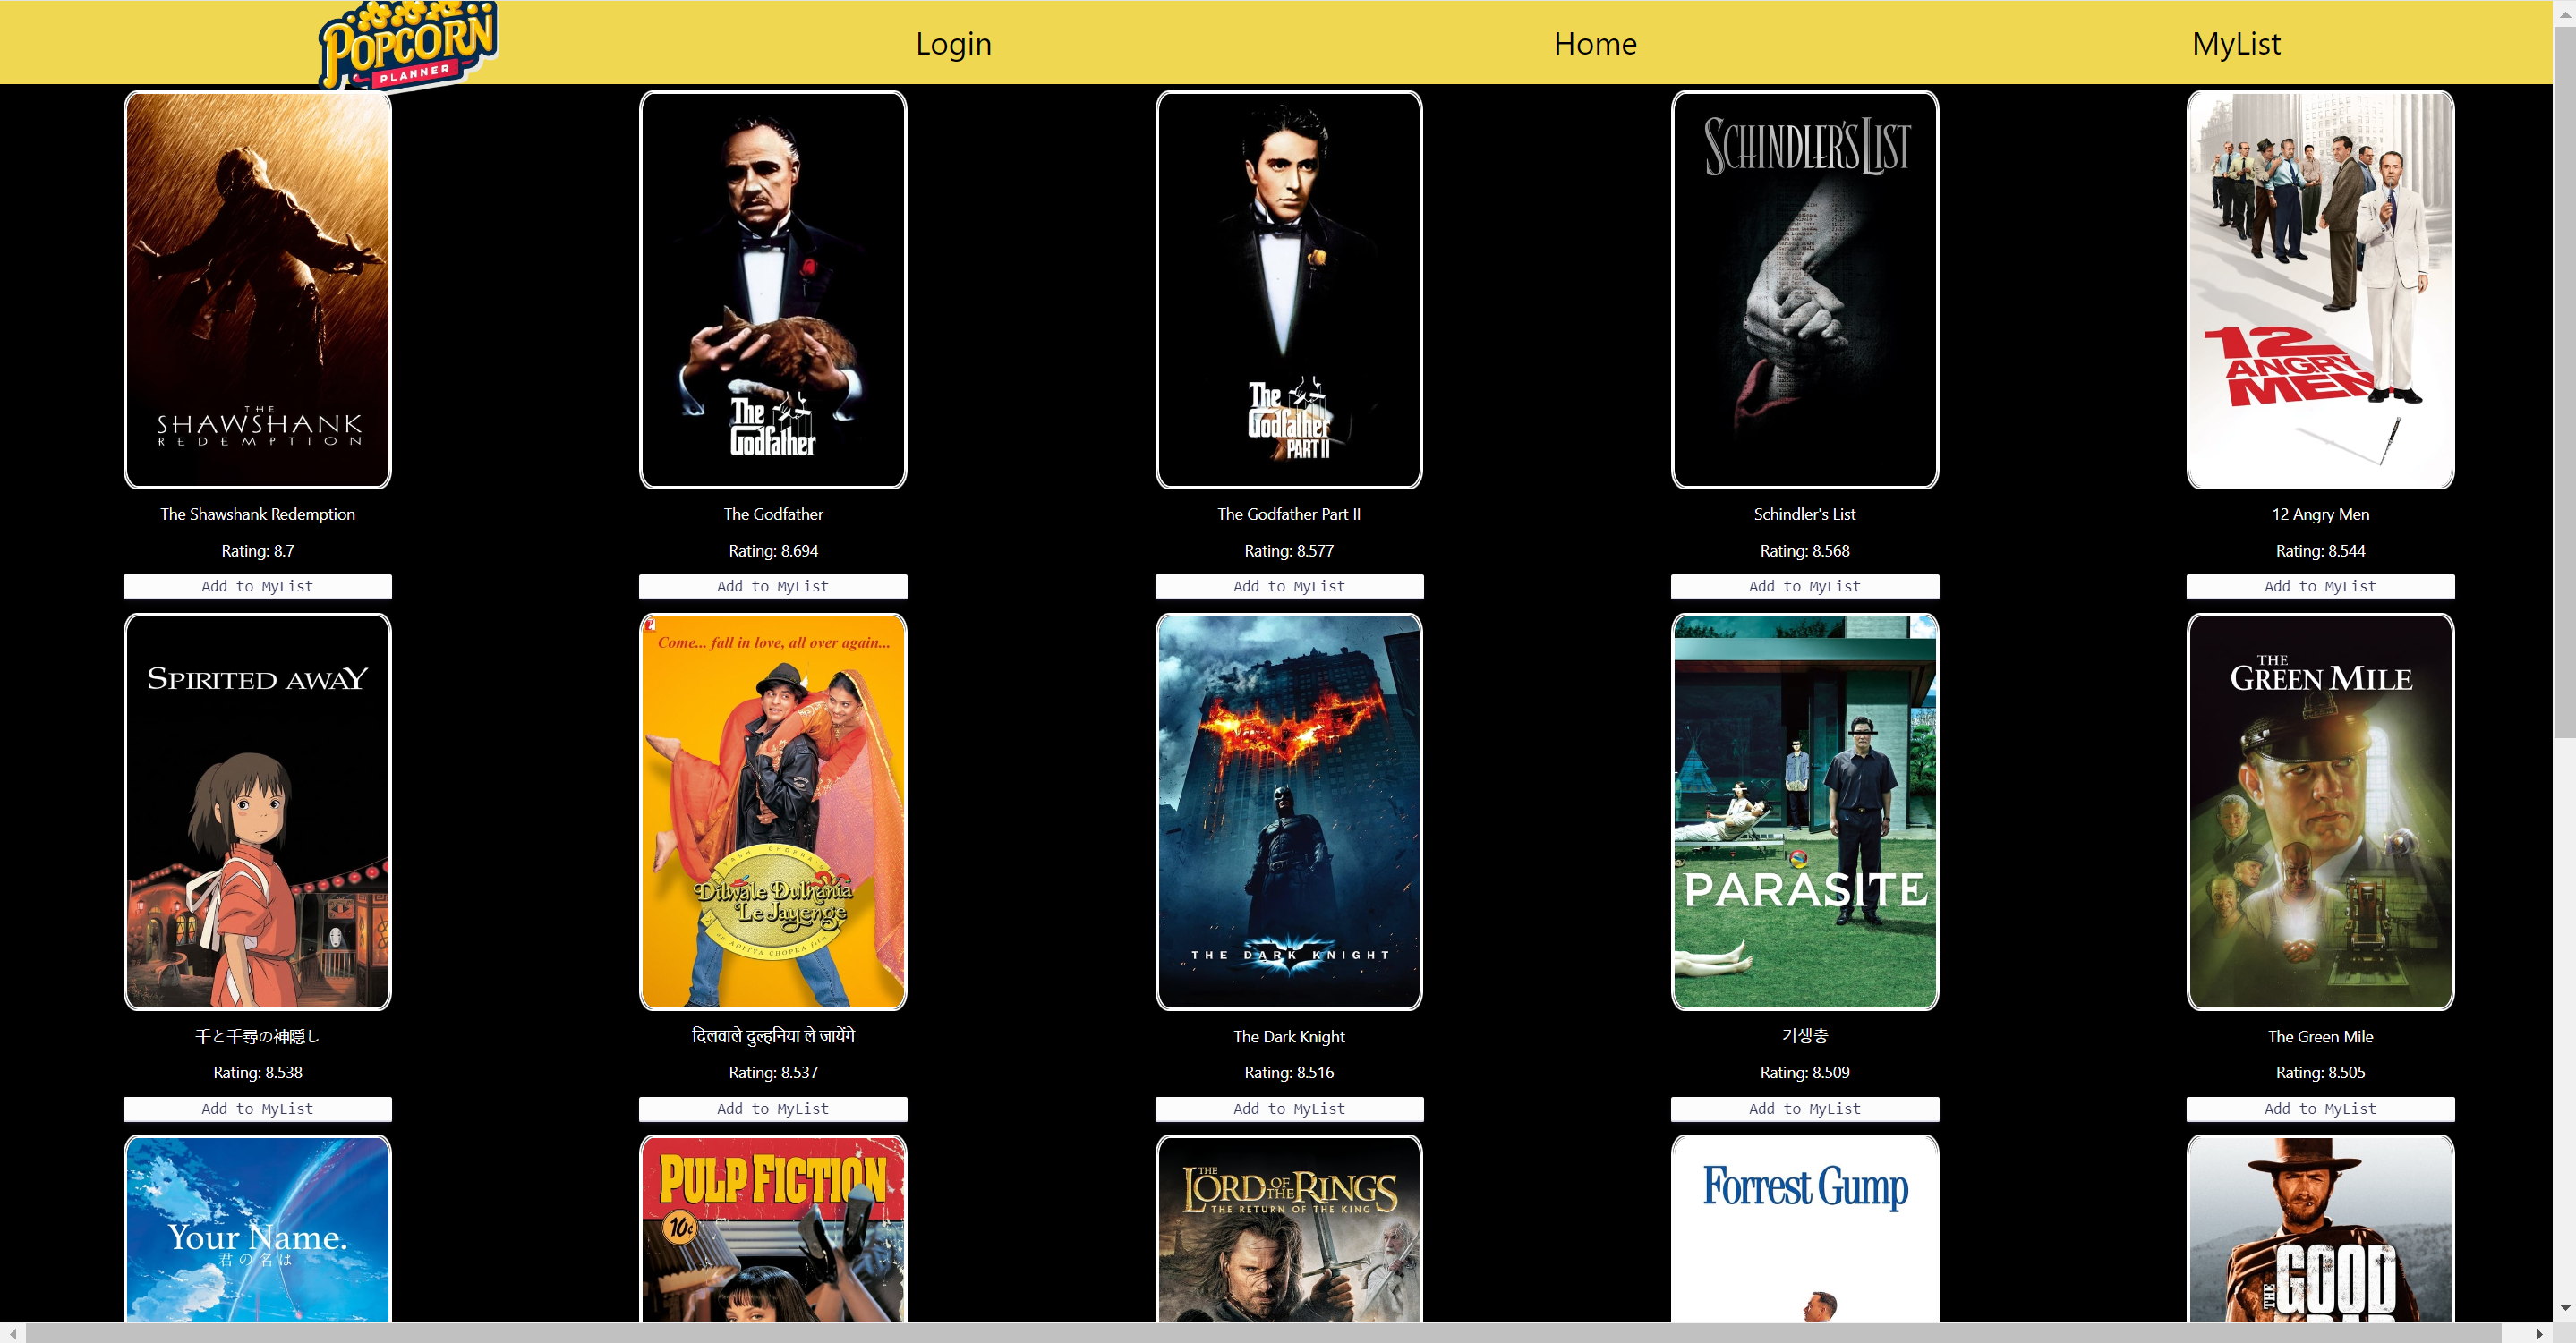 POPCORN
PLANNER
Login
Home
MyList
THE
SHAWSHANK
REDEMPTION
The
Godfather
The
Godfather
PART II
SCHINDLER'S LIST
12
ANGRY
MEN
The Shawshank Redemption
The Godfather
The Godfather Part II
Schindler's List
12 Angry Men
Rating: 8.7
Rating: 8.694
Rating: 8.577
Rating: 8.568
Rating: 8.544
Add to MyList
Add to MyList
Add to MyList
Add to MyList
Add to MyList
SPIRITED AWAY
Come... fall in love, all over again...
YASH CHOPRA'S
Dilwale Dulhania
Le Jayenge
an ADITYA CHOPRA film
THE DARK KNIGHT
PARASITE
THE
GREEN MILE
千と千尋の神隠し
दिलवाले दुल्हनिया ले जायेंगे
The Dark Knight
기생충
The Green Mile
Rating: 8.538
Rating: 8.537
Rating: 8.516
Rating: 8.509
Rating: 8.505
Add to MyList
Add to MyList
Add to MyList
Add to MyList
Add to MyList
Your Name.
君の名は
PULP FICTION
10¢
THE
LORD OF THE RINGS
THE RETURN OF THE KING
Forrest Gump
THE
GOOD